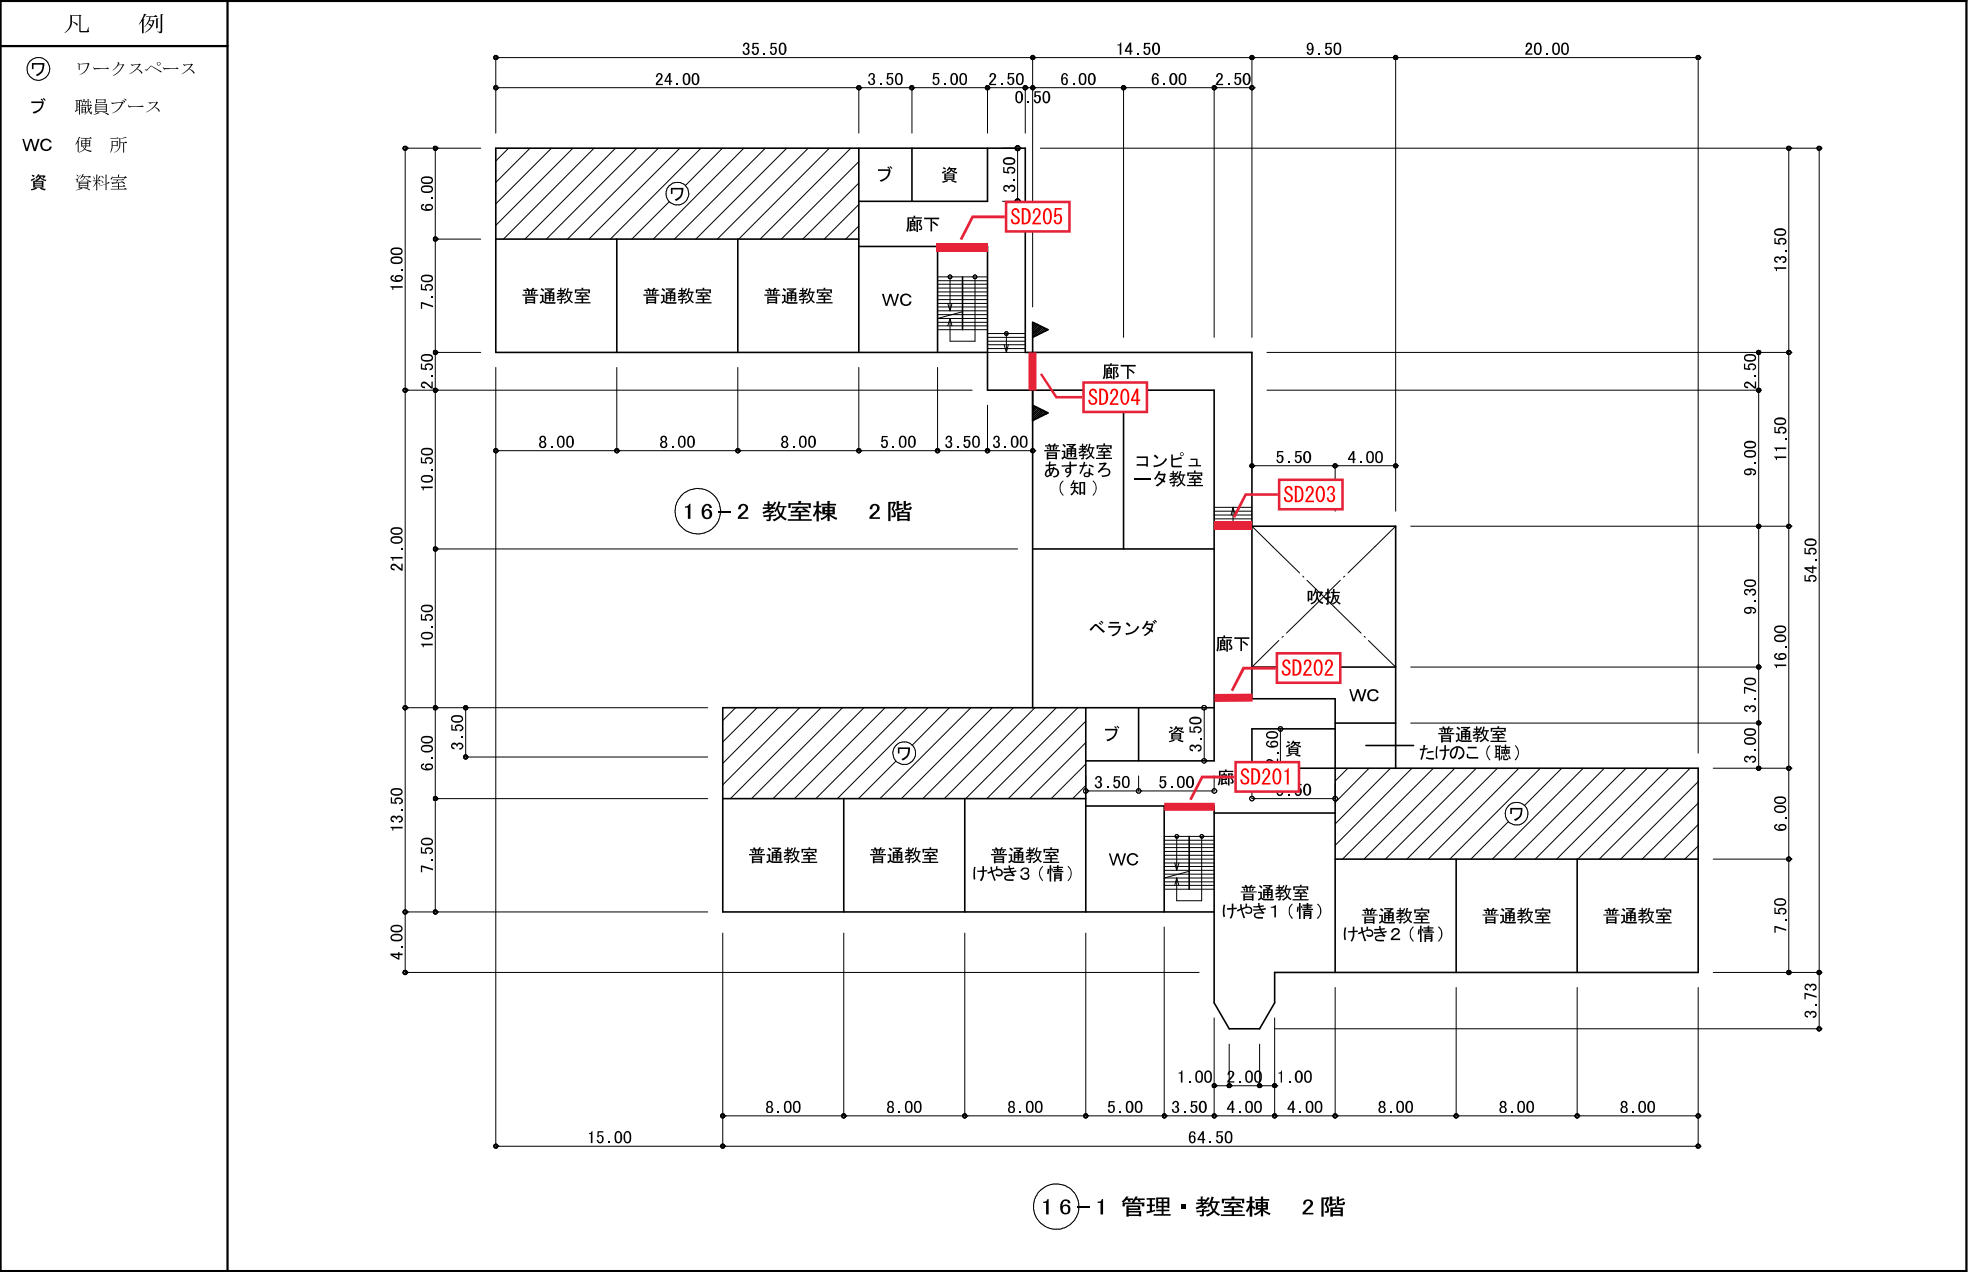 凡　例
ワ ワークスペース
ブ 職員ブース
WC 便　所
資 資料室
35.50 14.50 9.50 20.00
24.00 3.50 5.00 2.50 6.00 6.00 2.50
0.50
ブ 資 3.50
ワ
廊下 SD205
6.00
16.00
7.50
13.50
普通教室 普通教室 普通教室 WC
2.50 廊下 2.50
SD204
8.00 8.00 8.00 5.00 3.50 3.00
10.50
普通教室
あすなろ
（知）
コンピュ
ータ教室
5.50 4.00
9.00 11.50
SD203
16-2 教室棟　2階
21.00
54.50
10.50
吹抜
9.30
16.00
ベランダ
廊下
SD202
WC
3.70
3.50
6.00
ワ
ブ 資 3.50
資
普通教室
たけのこ（聴）
3.00
3.50 5.00
SD201
13.50
7.50
ワ
6.00
普通教室 普通教室
普通教室
けやき3（情）
WC
普通教室
けやき1（情）
普通教室
けやき2（情）
普通教室 普通教室
7.50
4.00
3.73
1.00 2.00 1.00
8.00 8.00 8.00 5.00 3.50 4.00 4.00 8.00 8.00 8.00
15.00 64.50
16-1 管理・教室棟　2階